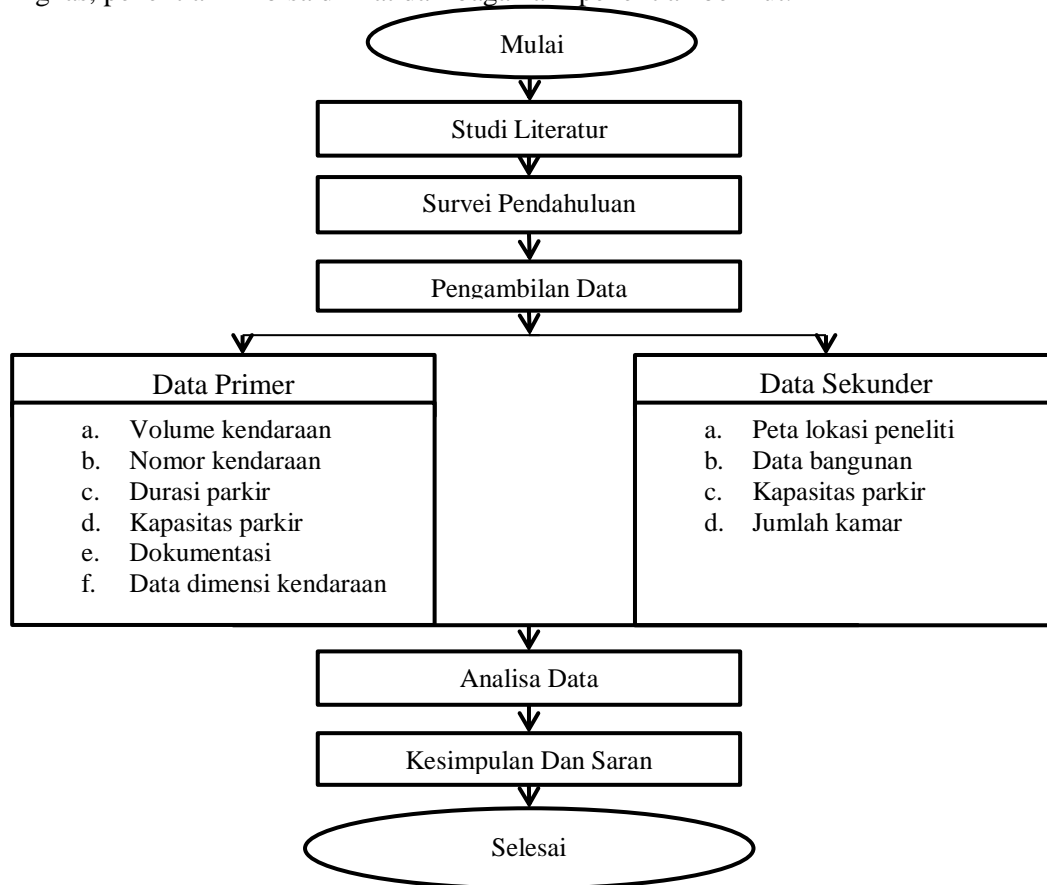 Mulai
Studi Literatur
Survei Pendahuluan
Pengambilan Data
Data Primer
a. Volume kendaraan
b. Nomor kendaraan
c. Durasi parkir
d. Kapasitas parkir
e. Dokumentasi
f. Data dimensi kendaraan
Data Sekunder
a. Peta lokasi peneliti
b. Data bangunan
c. Kapasitas parkir
d. Jumlah kamar
Analisa Data
Kesimpulan Dan Saran
Selesai